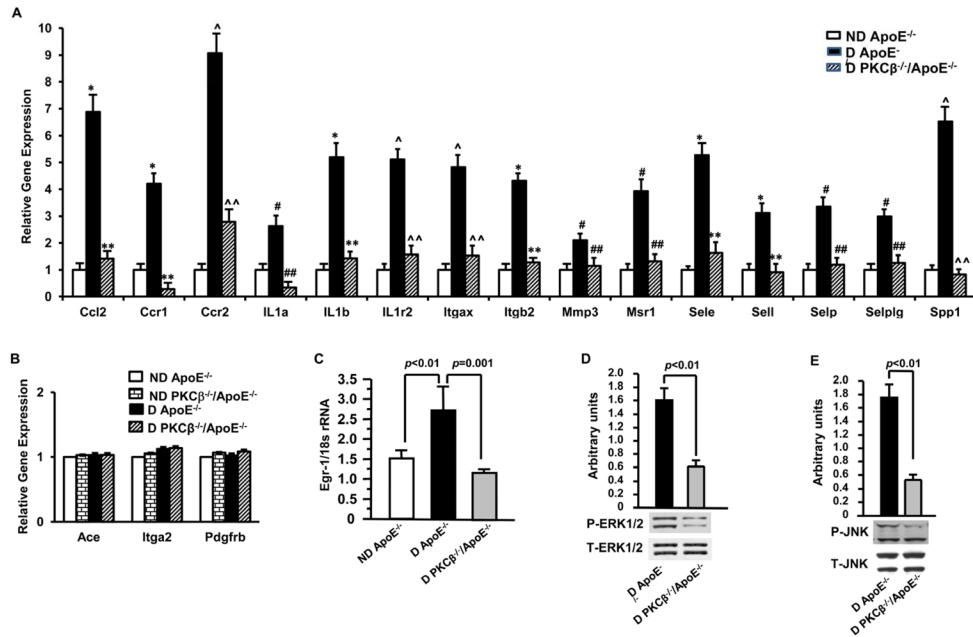 A
10
9
8
7
6
5
4
3
2
1
0
Relative Gene Expression
ND ApoE-/-
D ApoE-
/-
D PKCβ-/-/ApoE-/-
* ** * ** ^ ^^ # ## * ** ^ ^^ ^ ^^ * ** # ## # ## * ** * ** # ## # ## ^ ^^
Ccl2 Ccr1 Ccr2 IL1a IL1b IL1r2 Itgax Itgb2 Mmp3 Msr1 Sele Sell Selp Selplg Spp1
B
2
1
0
Relative Gene Expression
ND ApoE-/-
ND PKCβ-/-/ApoE-/-
D ApoE-/-
D PKCβ-/-/ApoE-/-
Ace Itga2 Pdgfrb
C
p<0.01 p=0.001
3.5
3.0
2.5
2.0
1.5
1.0
0.5
0.0
Egr-1/18s rRNA
ND ApoE-/-
D ApoE-/-
D PKCβ-/-/ApoE-/-
D
p<0.01
2.0
1.8
1.6
1.4
1.2
1.0
0.8
0.6
0.4
0.2
0
Arbitrary units
P-ERK1/2
T-ERK1/2
D ApoE-
/-
D PKCβ-/-/ApoE-/-
E
p<0.01
2.0
1.8
1.6
1.4
1.2
1.0
0.8
0.6
0.4
0.2
0
Arbitrary units
P-JNK
T-JNK
D ApoE-/-
D PKCβ-/-/ApoE-/-